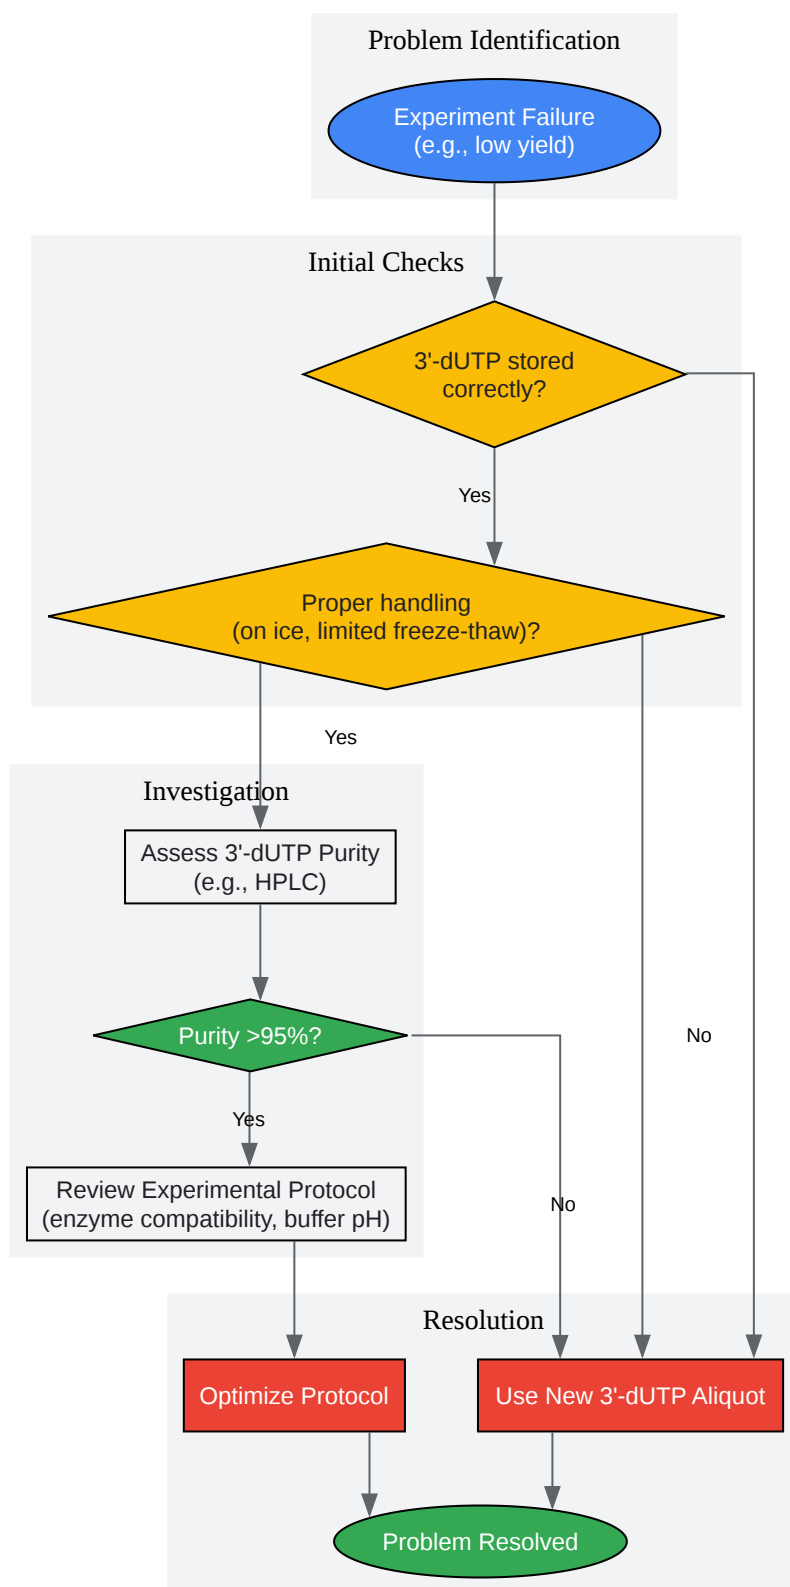 Problem Identification
Experiment Failure
(e.g., low yield)
Initial Checks
3'-dUTP stored
correctly?
Yes
Proper handling
(on ice, limited freeze-thaw)?
Yes
Investigation
Assess 3'-dUTP Purity
(e.g., HPLC)
Purity >95%?
No
Yes
Review Experimental Protocol
(enzyme compatibility, buffer pH)
No
Resolution
Optimize Protocol
Use New 3'-dUTP Aliquot
Problem Resolved